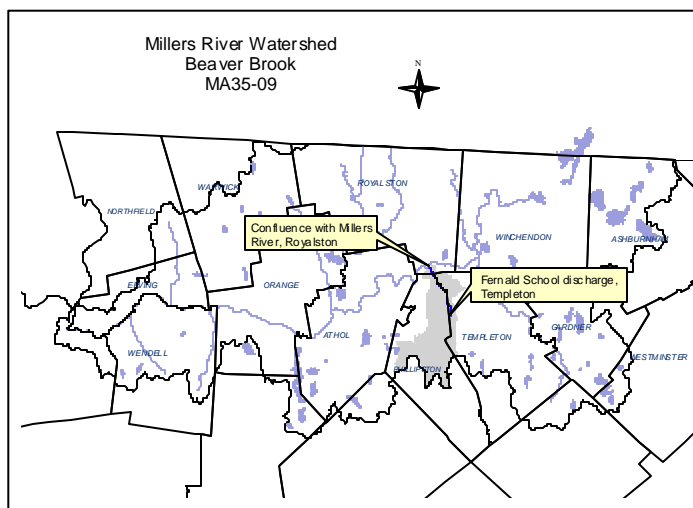 Millers River Watershed
Beaver Brook
MA35-09
N
WARWICK
ROYALSTON
NORTHFIELD
Confluence with Millers
River, Royalston
WINCHENDON
ASHBURNHAM
ERVING
ORANGE
Fernald School discharge,
Templeton
ATHOL
TEMPLETON
GARDNER
WENDELL
PHILLIPSTON
WESTMINSTER